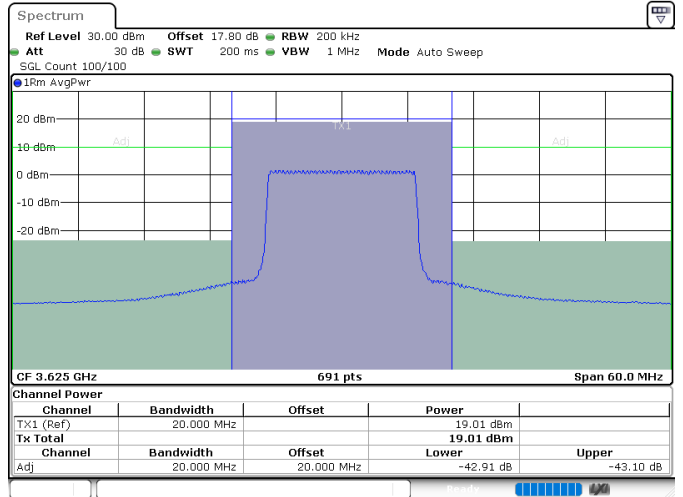 Spectrum
Ref Level 30.00 dBm Offset 17.80 dB RBW 200 kHz
Att 30 dB SWT 200 ms VBW 1 MHz Mode Auto Sweep
SGL Count 100/100
1Rm AvgPwr
20 dBm
TX1
Adj
Adj
10 dBm
0 dBm
-10 dBm
-20 dBm
CF 3.625 GHz 691 pts Span 60.0 MHz
Channel Power
Channel Bandwidth Offset Power
TX1 (Ref) 20.000 MHz 19.01 dBm
Tx Total 19.01 dBm
Channel Bandwidth Offset Lower Upper
Adj 20.000 MHz 20.000 MHz -42.91 dB -43.10 dB
Ready